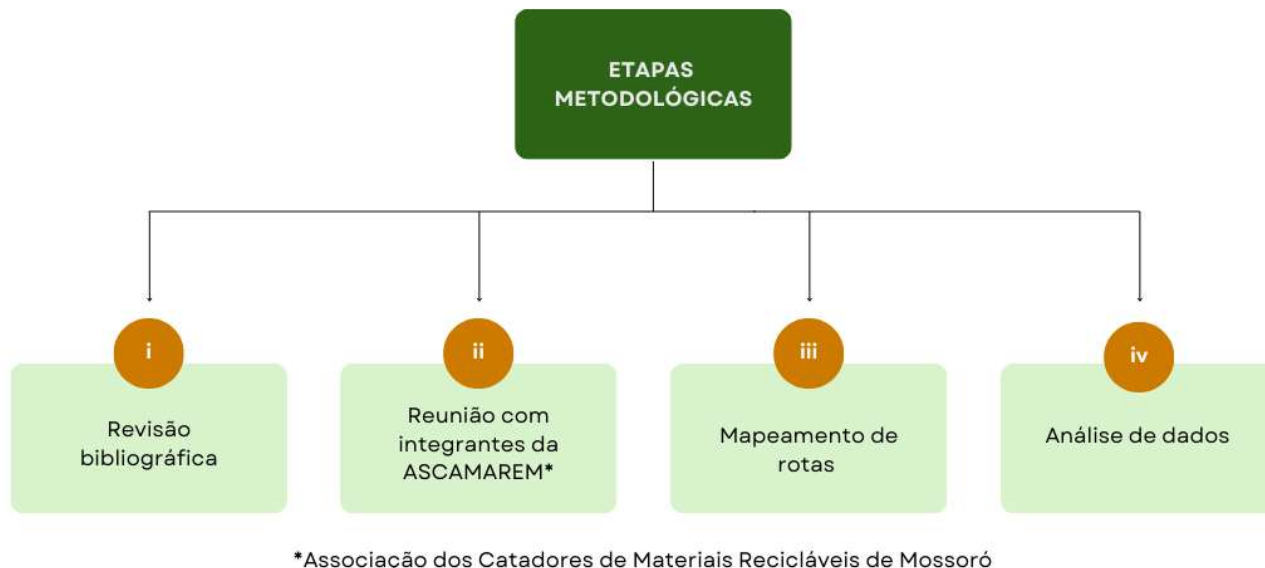 ETAPAS
METODOLÓGICAS
i
Revisão
bibliográfica
ii
Reunião com
integrantes da
ASCAMAREM*
iii
Mapeamento de
rotas
iv
Análise de dados
*Associação dos Catadores de Materiais Recicláveis de Mossoró